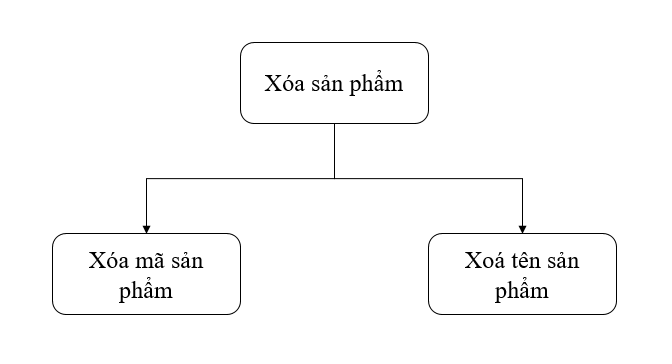 Xóa sản phẩm
Xóa mã sản
phẩm
Xoá tên sản
phẩm